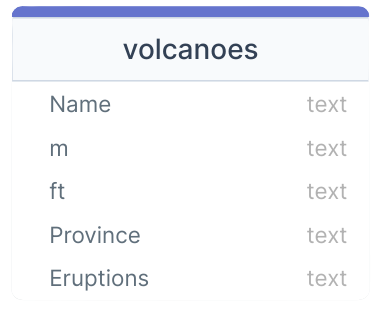 volcanoes
Name text
m text
ft text
Province text
Eruptions text